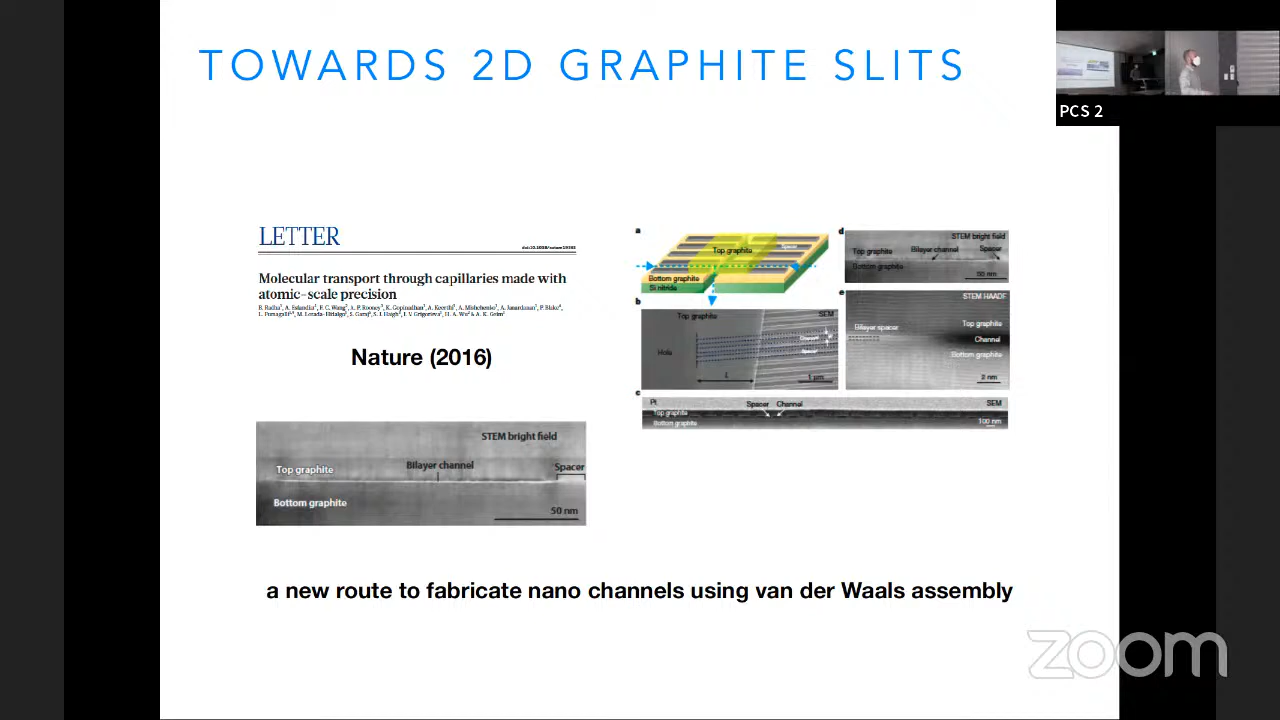 TOWARDS 2D GRAPHITE SLITS
PCS 2
LETTER
Molecular transport through capillaries made with
atomic-scale precision
Nature (2016)
STEM bright field
Top graphite
Bilayer channel
Spacer
Bottom graphite
50 nm
a
Top graphite
Spacer
Bottom graphite
Si nitride
b
Top graphite
SEM
Hole
Channel
Spacer
L
1 μm
c
Pt
Spacer
Channel
SEM
Top graphite
Bottom graphite
100 nm
d
STEM bright field
Top graphite
Bilayer channel
Spacer
Bottom graphite
50 nm
e
STEM HAADF
Bilayer spacer
Top graphite
Channel
Bottom graphite
2 nm
a new route to fabricate nano channels using van der Waals assembly
zoom